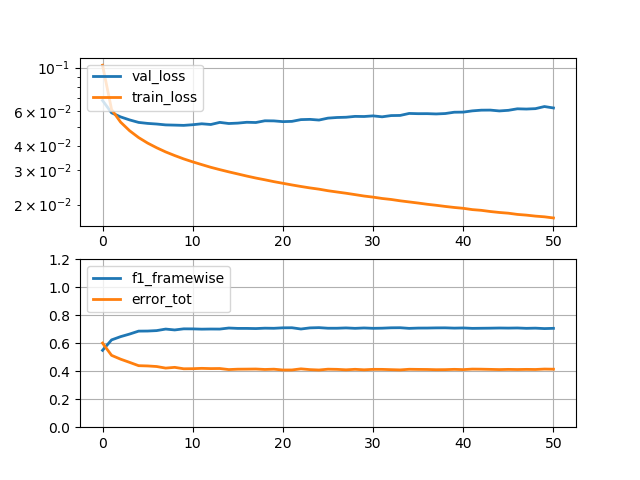 10⁻¹
6 × 10⁻²
4 × 10⁻²
3 × 10⁻²
2 × 10⁻²
val_loss
train_loss
0 10 20 30 40 50
1.2
1.0
0.8
0.6
0.4
0.2
0.0
f1_framewise
error_tot
0 10 20 30 40 50